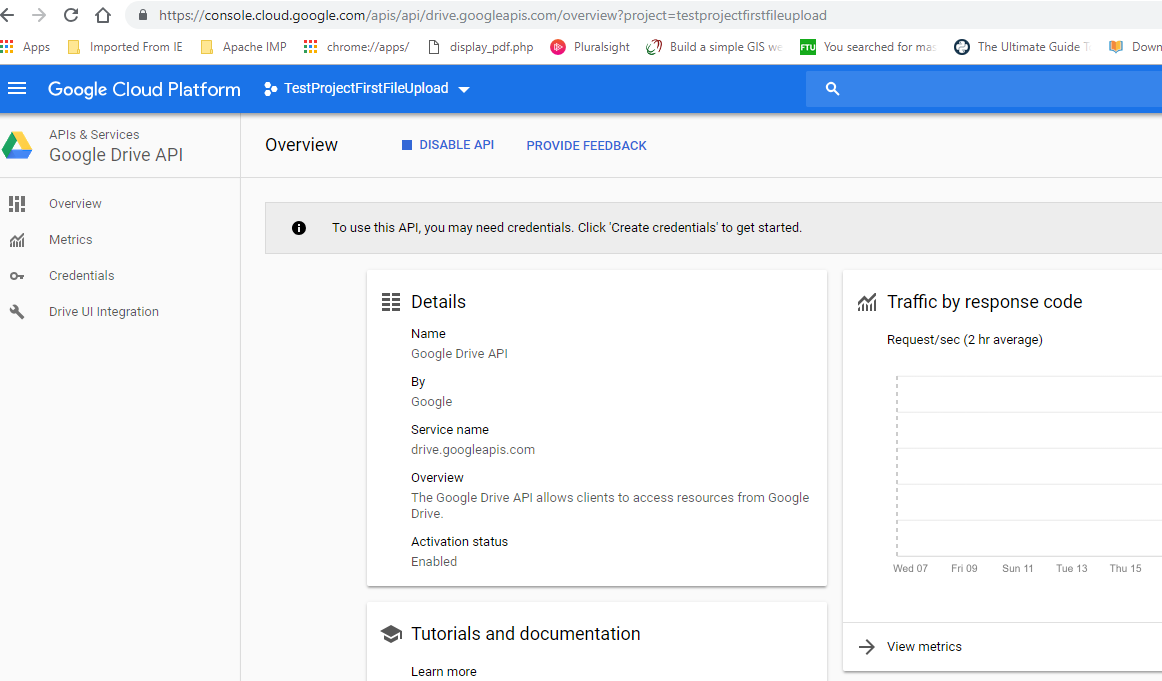 https://console.cloud.google.com/apis/api/drive.googleapis.com/overview?project=testprojectfirstfileupload
Apps Imported From IE Apache IMP chrome://apps/ display_pdf.php Pluralsight Build a simple GIS we FTU You searched for mas The Ultimate Guide Down
Google Cloud Platform TestProjectFirstFileUpload
APIs & Services
Google Drive API
Overview
Metrics
Credentials
Drive UI Integration
Overview DISABLE API PROVIDE FEEDBACK
To use this API, you may need credentials. Click 'Create credentials' to get started.
Details
Name
Google Drive API
By
Google
Service name
drive.googleapis.com
Overview
The Google Drive API allows clients to access resources from Google
Drive.
Activation status
Enabled
Tutorials and documentation
Learn more
Traffic by response code
Request/sec (2 hr average)
Wed 07 Fri 09 Sun 11 Tue 13 Thu 15
View metrics